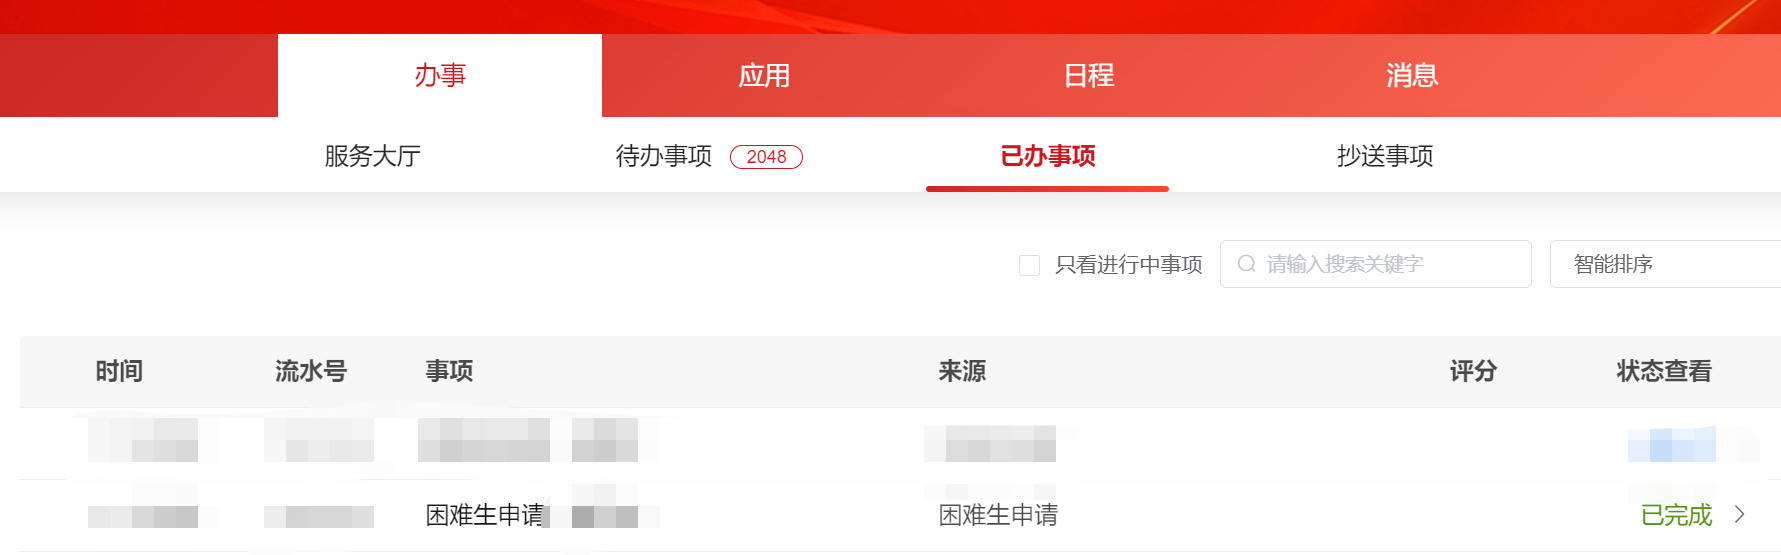 办事 应用 日程 消息
服务大厅 待办事项 2048 已办事项 抄送事项
只看进行中事项 请输入搜索关键字 智能排序
时间 流水号 事项 来源 评分 状态查看
困难生申请 困难生申请 已完成